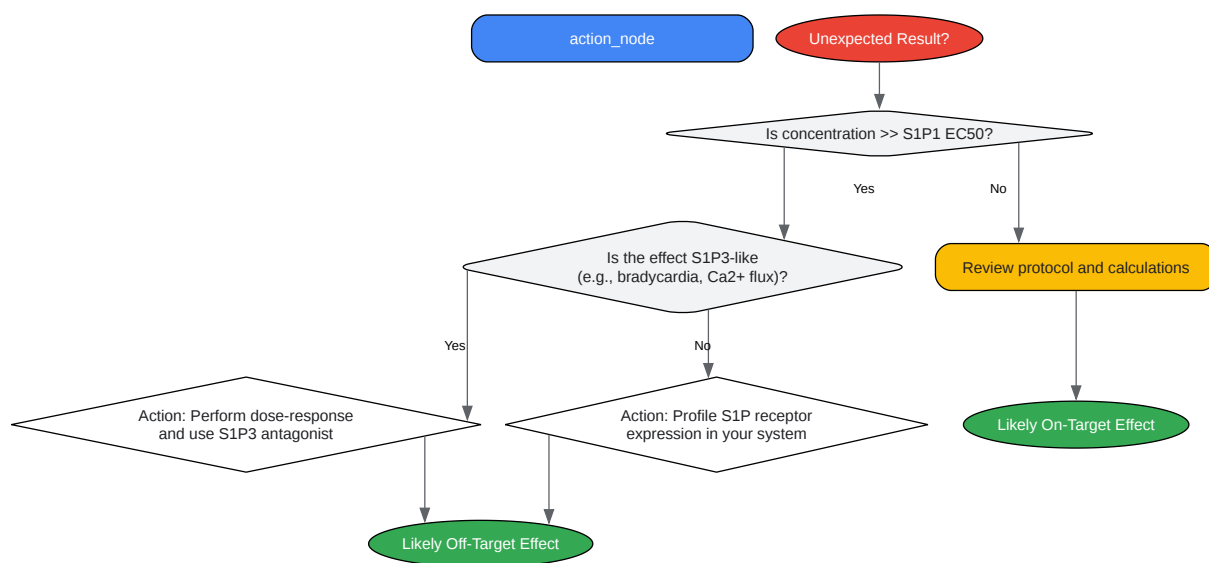 action_node
Unexpected Result?
Is concentration >> S1P1 EC50?
Yes
No
Is the effect S1P3-like
(e.g., bradycardia, Ca2+ flux)?
Review protocol and calculations
Yes
No
Action: Perform dose-response
and use S1P3 antagonist
Action: Profile S1P receptor
expression in your system
Likely On-Target Effect
Likely Off-Target Effect